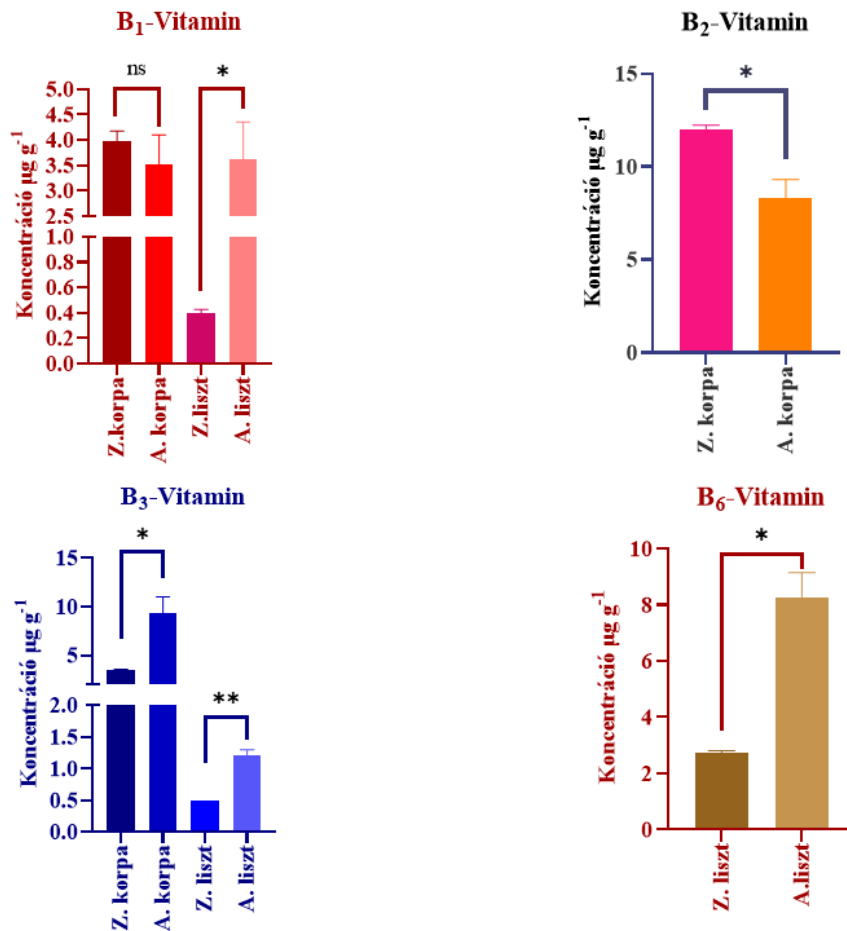 B₁-Vitamin
Koncentráció µg g⁻¹
5.0
4.5
4.0
3.5
3.0
2.5
1.0
0.8
0.6
0.4
0.2
0.0
ns
*
Z.korpa
A. korpa
Z.liszt
A. liszt
B₂-Vitamin
Koncentráció µg g⁻¹
15
10
5
0
*
Z. korpa
A. korpa
B₃-Vitamin
Koncentráció µg g⁻¹
15
10
5
2.0
1.5
1.0
0.5
0.0
*
**
Z. korpa
A. korpa
Z. liszt
A. liszt
B₆-Vitamin
Koncentráció µg g⁻¹
10
8
6
4
2
0
*
Z. liszt
A.liszt